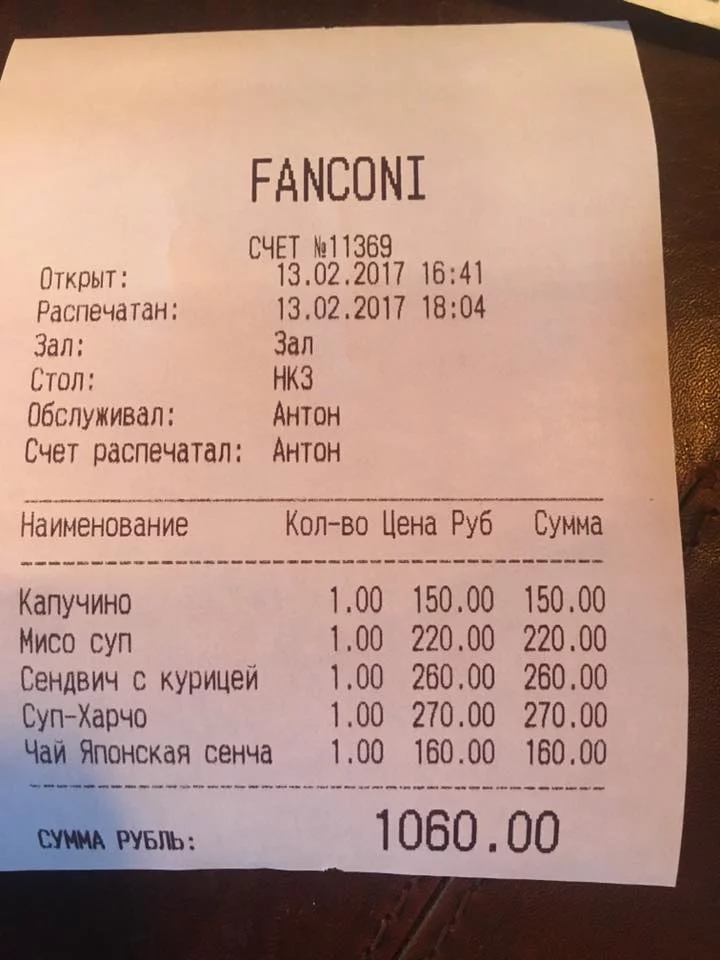 FANCONI
СЧЕТ №11369
Открыт: 13.02.2017 16:41
Распечатан: 13.02.2017 18:04
Зал: Зал
Стол: НК3
Обслуживал: Антон
Счет распечатал: Антон
Наименование Кол-во Цена Руб Сумма
Капучино 1.00 150.00 150.00
Мисо суп 1.00 220.00 220.00
Сендвич с курицей 1.00 260.00 260.00
Суп-Харчо 1.00 270.00 270.00
Чай Японская сенча 1.00 160.00 160.00
СУММА РУБЛЬ: 1060.00